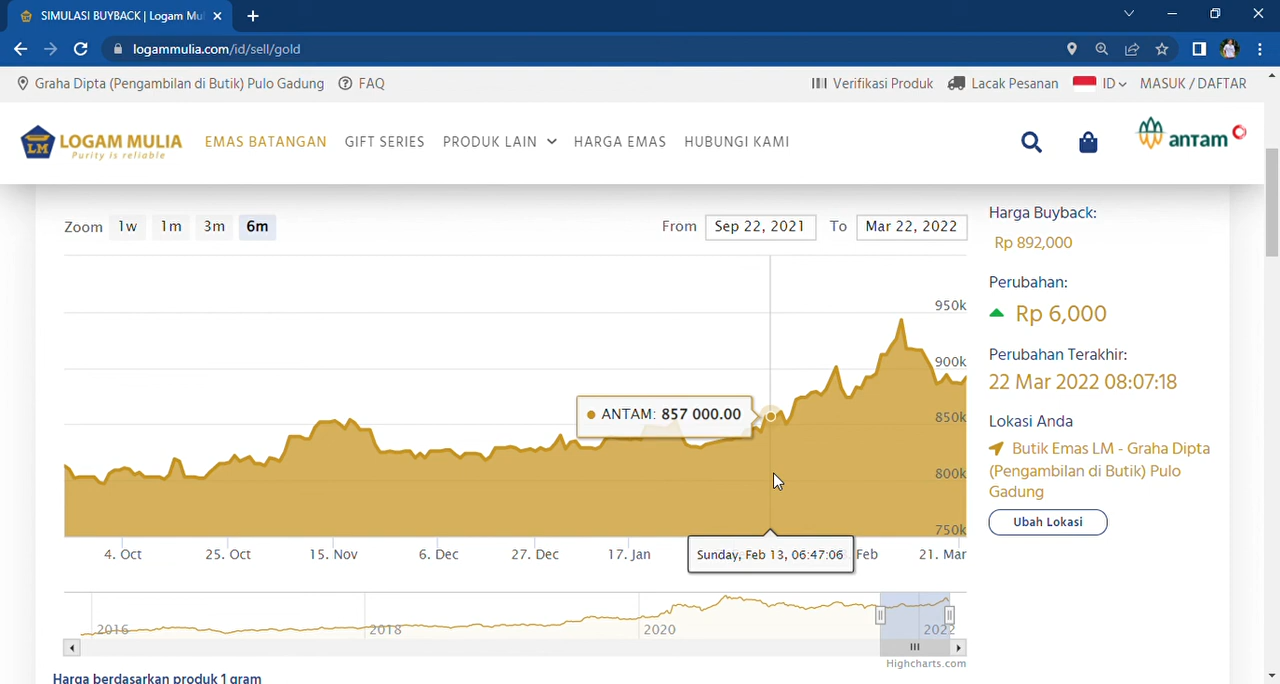 SIMULASI BUYBACK | Logam Mu
logammulia.com/id/sell/gold
Graha Dipta (Pengambilan di Butik) Pulo Gadung
FAQ
Verifikasi Produk
Lacak Pesanan
ID
MASUK / DAFTAR
LM
LOGAM MULIA
Purity is reliable
EMAS BATANGAN
GIFT SERIES
PRODUK LAIN
HARGA EMAS
HUBUNGI KAMI
antam
Zoom 1w 1m 3m 6m
From Sep 22, 2021 To Mar 22, 2022
950k
900k
850k
800k
750k
ANTAM: 857 000.00
4. Oct
25. Oct
15. Nov
6. Dec
27. Dec
17. Jan
Sunday, Feb 13, 06:47:06
Feb
21. Mar
2016
2018
2020
2022
Highcharts.com
Harga berdasarkan produk 1 gram
Harga Buyback:
Rp 892,000
Perubahan:
Rp 6,000
Perubahan Terakhir:
22 Mar 2022 08:07:18
Lokasi Anda
Butik Emas LM - Graha Dipta
(Pengambilan di Butik) Pulo
Gadung
Ubah Lokasi